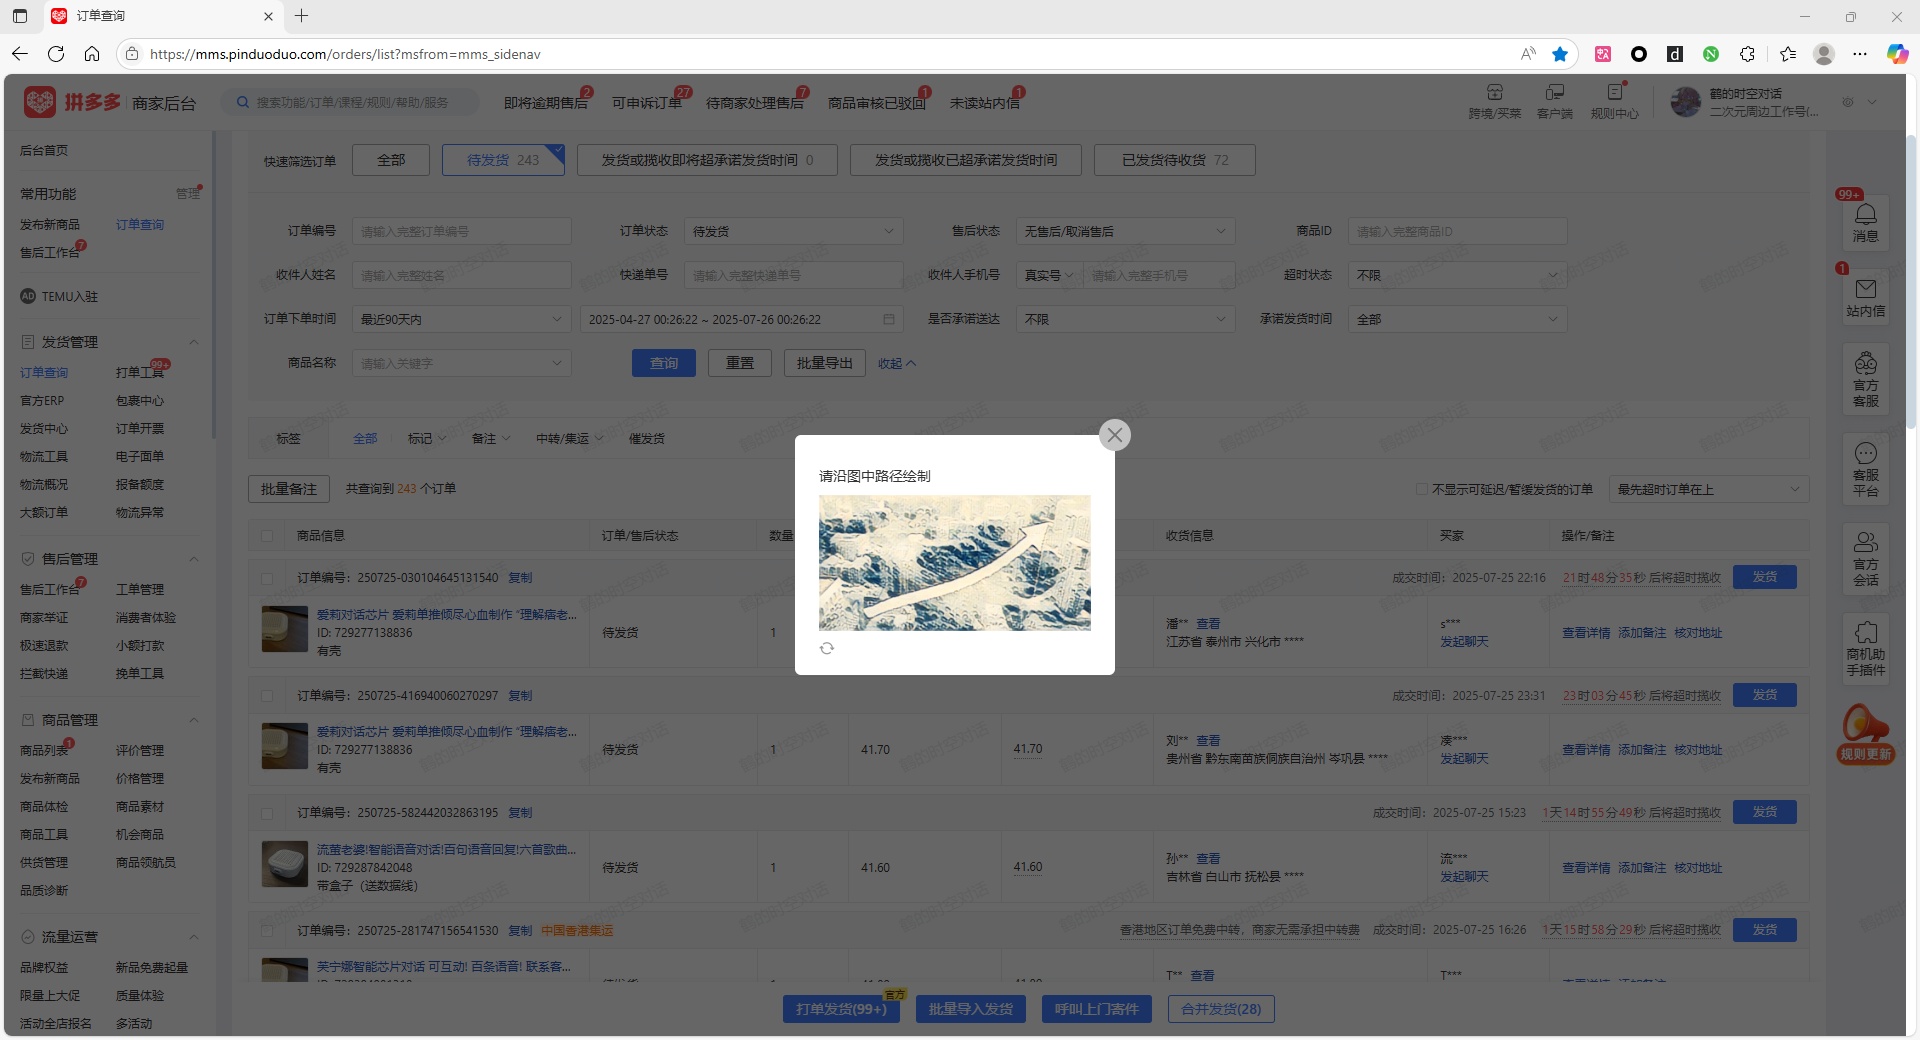 订单查询
https://mms.pinduoduo.com/orders/list?msfrom=mms_sidenav
拼多多 商家后台
搜索功能/订单/课程/规则/帮助/服务
即将逾期售后 2 可申诉订单 27 待商家处理售后 7 商品审核已驳回 1 未读站内信 1
跨境/买菜 客户端 规则中心
鹤的时空对话
二次元周边工作号(...
后台首页
常用功能 管理
发布新商品 订单查询
售后工作台 7
AD TEMU入驻
发货管理
订单查询 打单工具 99+
官方ERP 包裹中心
发货中心 订单开票
物流工具 电子面单
物流概况 报备额度
大额订单 物流异常
售后管理
售后工作台 7 工单管理
商家举证 消费者体验
极速退款 小额打款
拦截快递 挽单工具
商品管理
商品列表 1 评价管理
发布新商品 价格管理
商品体检 商品素材
商品工具 机会商品
供货管理 商品领航员
品质诊断
流量运营
品牌权益 新品免费起量
限量上大促 质量体验
活动全店报名 多活动
快速筛选订单 全部 待发货 243 发货或揽收即将超承诺发货时间 0 发货或揽收已超承诺发货时间 已发货待收货 72
订单编号 请输入完整订单编号 订单状态 待发货 售后状态 无售后/取消售后 商品ID 请输入完整商品ID
收件人姓名 请输入完整姓名 快递单号 请输入完整快递单号 收件人手机号 真实号 请输入完整手机号 超时状态 不限
订单下单时间 最近90天内 2025-04-27 00:26:22 ~ 2025-07-26 00:26:22 是否承诺送达 不限 承诺发货时间 全部
商品名称 请输入关键字 查询 重置 批量导出 收起
标签 全部 标记 备注 中转/集运 催发货
批量备注 共查询到 243 个订单 不显示可延迟/暂缓发货的订单 最先超时订单在上
商品信息 订单/售后状态 数量 收货信息 买家 操作/备注
订单编号：250725-030104645131540 复制 成交时间：2025-07-25 22:16 21时48分35秒 后将超时揽收 发货
爱莉对话芯片 爱莉单推倾尽心血制作 “理解痞老...
ID: 729277138836
有壳
待发货 1
潘** 查看
江苏省 泰州市 兴化市 ****
s***
发起聊天
查看详情 添加备注 核对地址
订单编号：250725-416940060270297 复制 成交时间：2025-07-25 23:31 23时03分45秒 后将超时揽收 发货
爱莉对话芯片 爱莉单推倾尽心血制作 “理解痞老...
ID: 729277138836
有壳
待发货 1 41.70 41.70
刘** 查看
贵州省 黔东南苗族侗族自治州 岑巩县 ****
凑***
发起聊天
查看详情 添加备注 核对地址
订单编号：250725-582442032863195 复制 成交时间：2025-07-25 15:23 1天14时55分49秒 后将超时揽收 发货
流萤老婆!智能语音对话!百句语音回复!六首歌曲...
ID: 729287842048
带盒子（送数据线）
待发货 1 41.60 41.60
孙** 查看
吉林省 白山市 抚松县 ****
流***
发起聊天
查看详情 添加备注 核对地址
订单编号：250725-281747156541530 复制 中国香港集运 香港地区订单免费中转，商家无需承担中转费 成交时间：2025-07-25 16:26 1天15时58分29秒 后将超时揽收 发货
芙宁娜智能芯片对话 可互动! 百条语音! 联系客...
T** 查看
T***
打单发货(99+) 官方 批量导入发货 呼叫上门寄件 合并发货(28)
请沿图中路径绘制
99+
消息
1
站内信
官方
客服
客服
平台
官方
会话
商机助
手插件
规则更新
鹤的时空对话